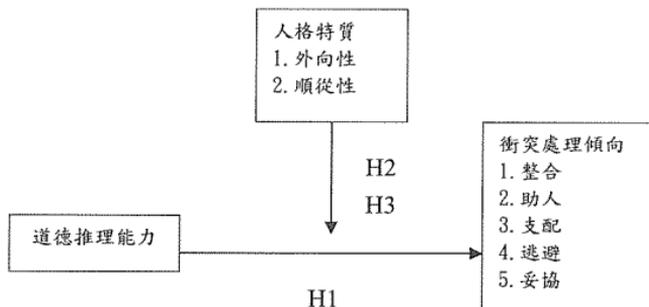 人格特質
1. 外向性
2. 順從性
H2
H3
衝突處理傾向
1. 整合
2. 助人
3. 支配
4. 逃避
5. 妥協
道德推理能力
H1